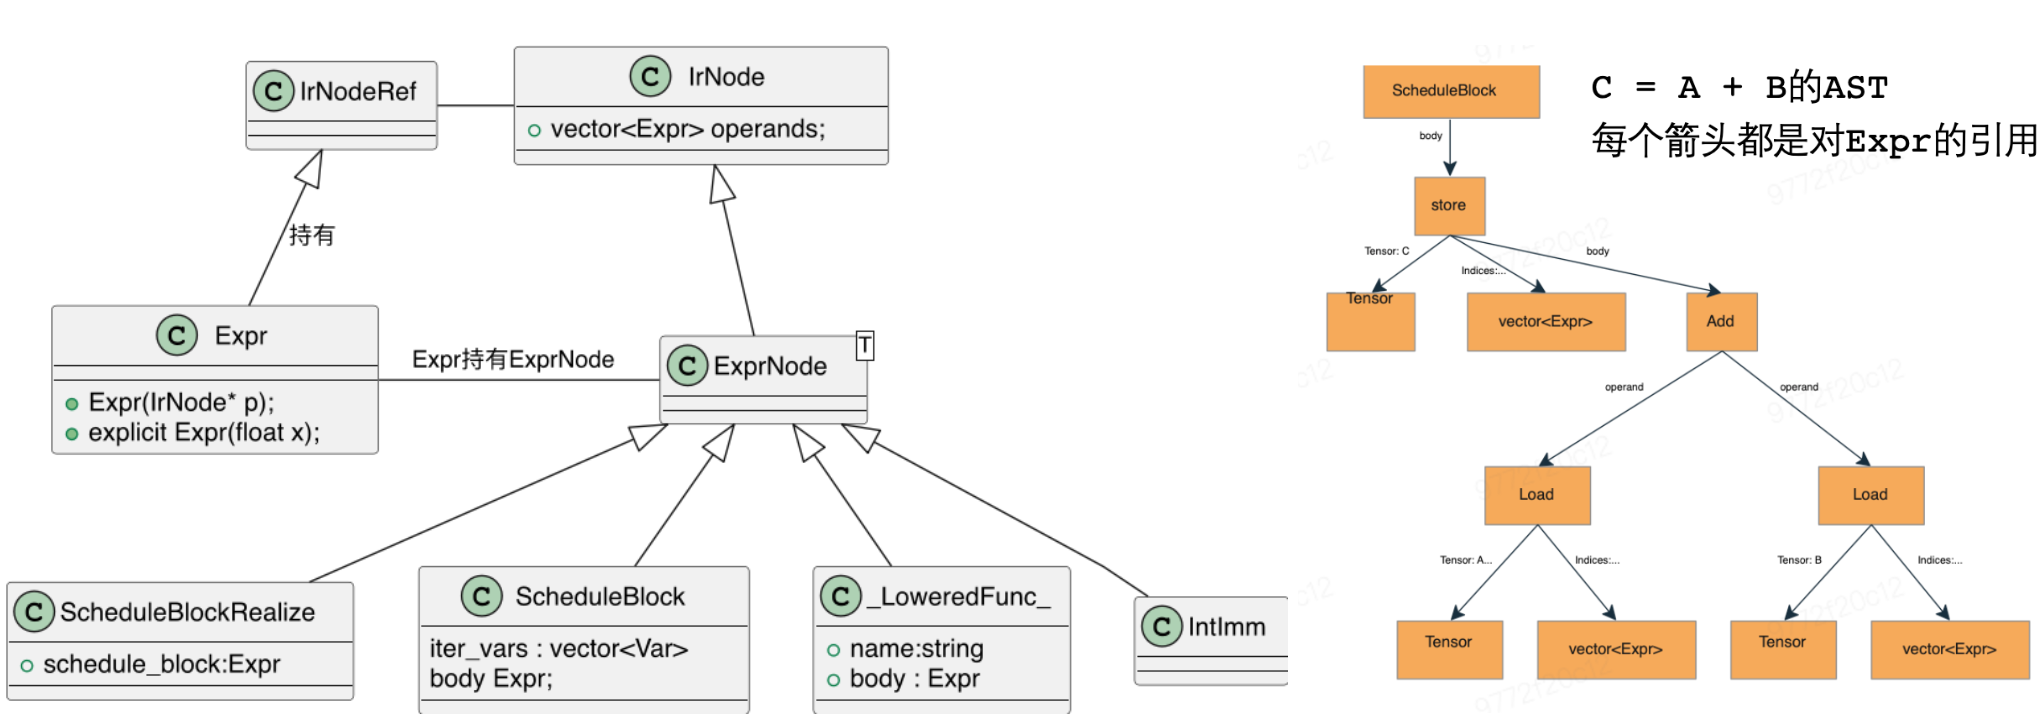 C IrNodeRef
C IrNode
vector<Expr> operands;
持有
C Expr
Expr(IrNode* p);
explicit Expr(float x);
Expr持有ExprNode
C ExprNode
T
C ScheduleBlockRealize
schedule_block:Expr
C ScheduleBlock
iter_vars : vector<Var>
body Expr;
C _LoweredFunc_
name:string
body : Expr
C IntImm
C = A + B的AST
每个箭头都是对Expr的引用
ScheduleBlock
body
store
Tensor: C
Indices:...
body
Tensor
vector<Expr>
Add
operand
operand
Load
Load
Tensor: A...
Indices:...
Tensor: B
Indices:...
Tensor
vector<Expr>
Tensor
vector<Expr>
9772f20c12
9772f20c12
9772f20c12
9772f20c12